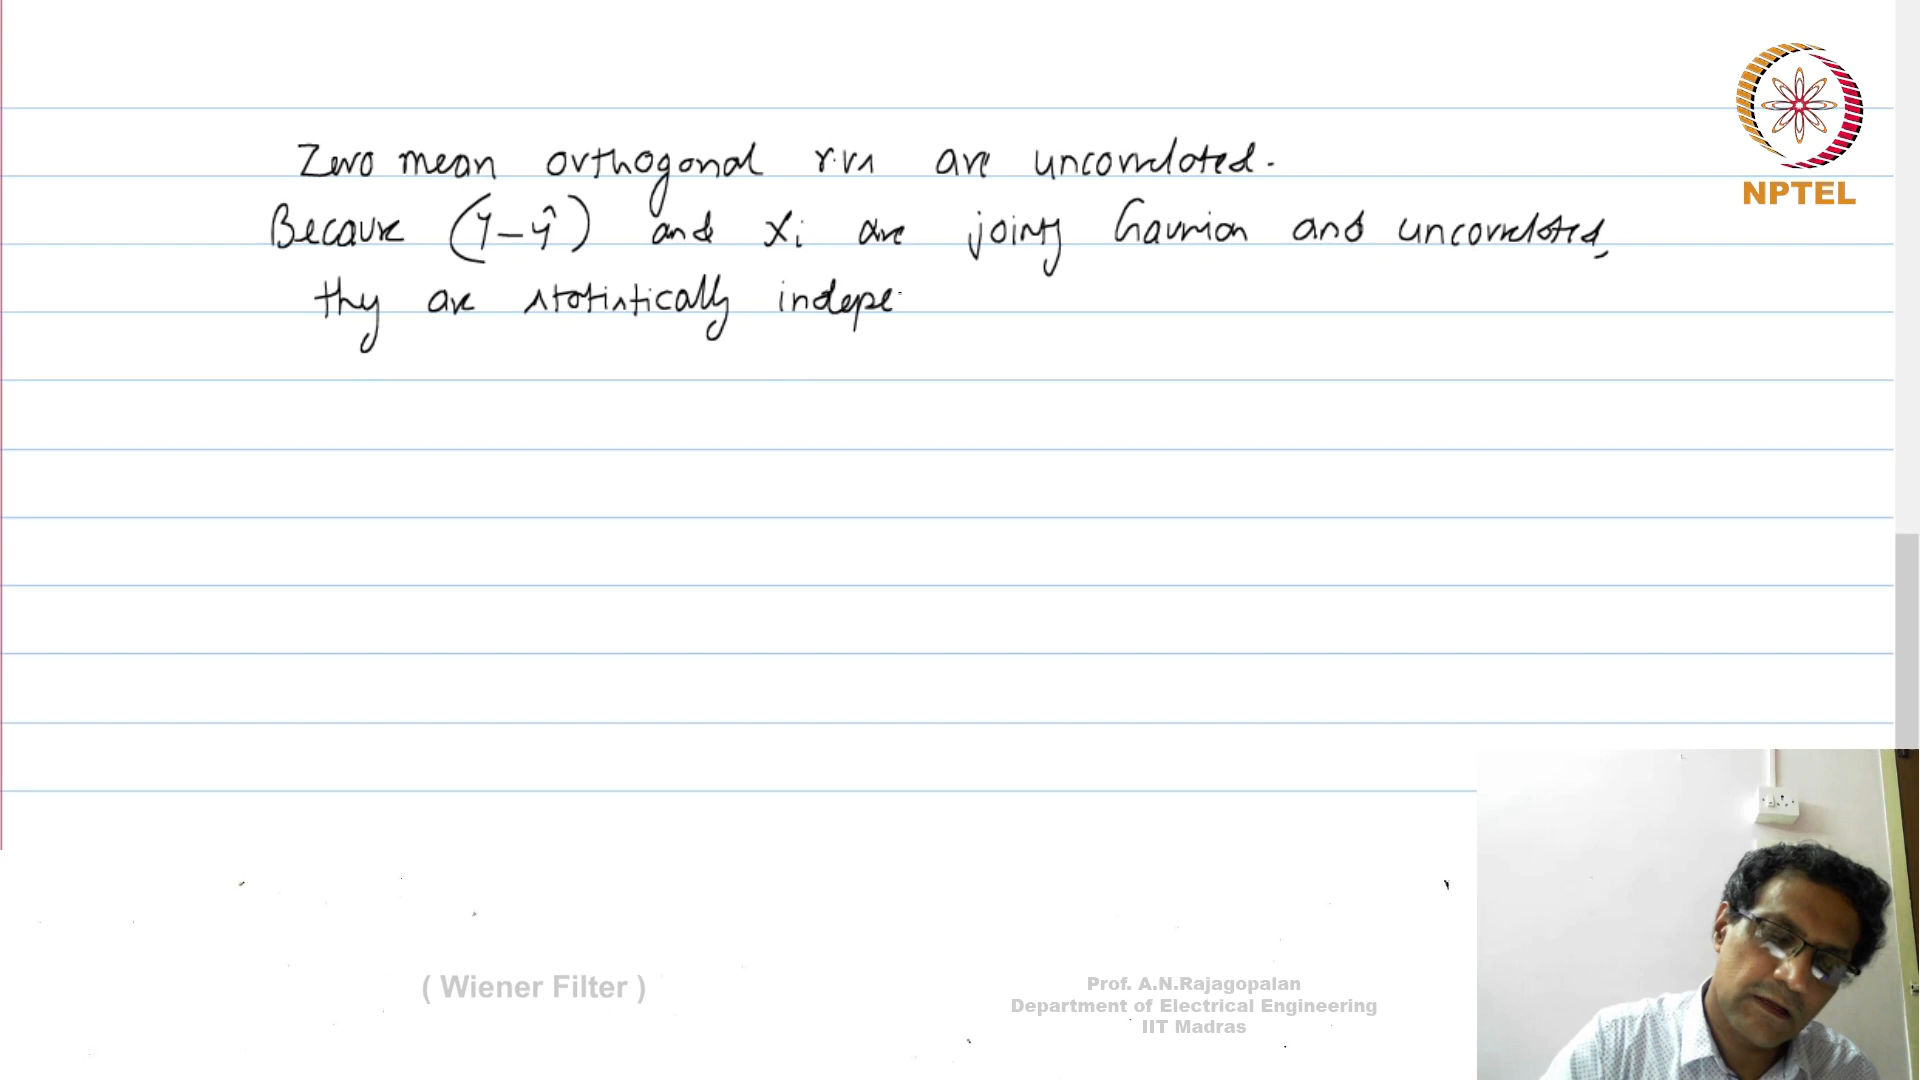 Zero mean orthogonal r.vs are uncorrelated.
Because (Y-Ŷ) and Xi are jointly Gaussian and uncorrelated,
they are statistically indepe
NPTEL
( Wiener Filter )
Prof. A.N.Rajagopalan
Department of Electrical Engineering
IIT Madras